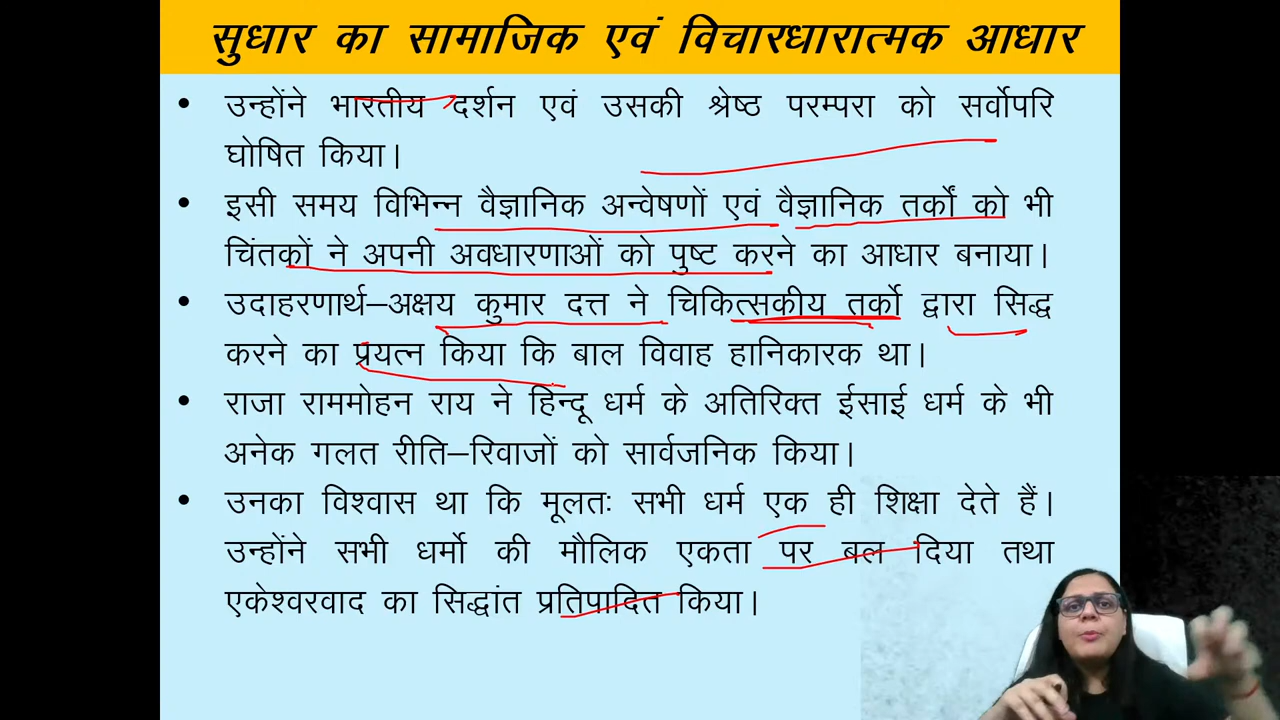 सुधार का सामाजिक एवं विचारधारात्मक आधार
• उन्होंने भारतीय दर्शन एवं उसकी श्रेष्ठ परम्परा को सर्वोपरि
घोषित किया।
• इसी समय विभिन्न वैज्ञानिक अन्वेषणों एवं वैज्ञानिक तर्कों को भी
चिंतकों ने अपनी अवधारणाओं को पुष्ट करने का आधार बनाया।
• उदाहरणार्थ–अक्षय कुमार दत्त ने चिकित्सकीय तर्को द्वारा सिद्ध
करने का प्रयत्न किया कि बाल विवाह हानिकारक था।
• राजा राममोहन राय ने हिन्दू धर्म के अतिरिक्त ईसाई धर्म के भी
अनेक गलत रीति–रिवाजों को सार्वजनिक किया।
• उनका विश्वास था कि मूलतः सभी धर्म एक ही शिक्षा देते हैं।
उन्होंने सभी धर्मो की मौलिक एकता पर बल दिया तथा
एकेश्वरवाद का सिद्धांत प्रतिपादित किया।